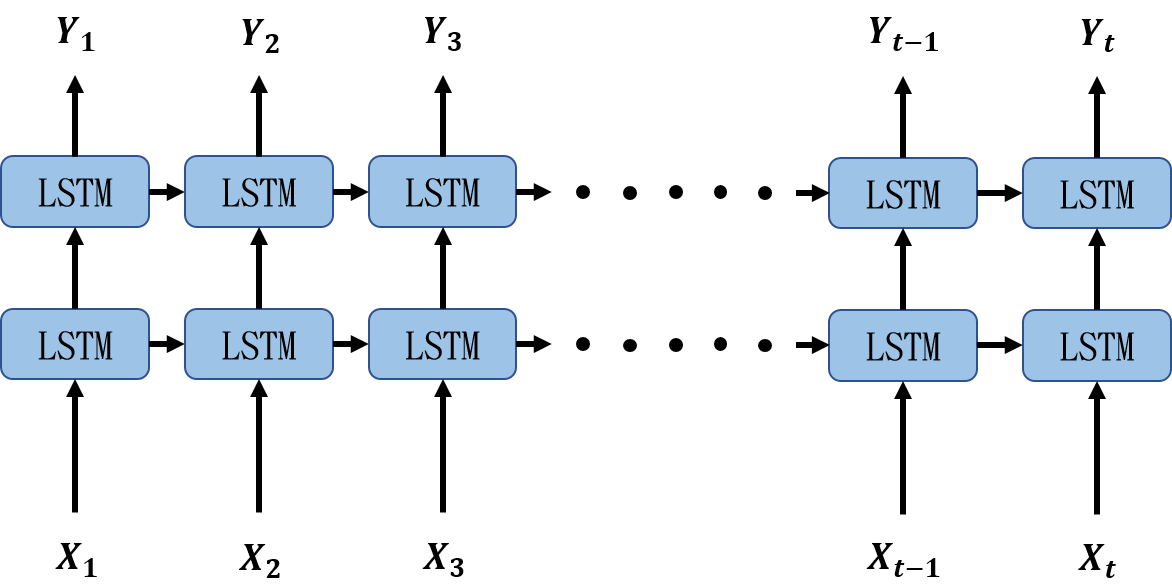 Y₁ Y₂ Y₃ Yₜ₋₁ Yₜ
LSTM LSTM LSTM LSTM LSTM
LSTM LSTM LSTM LSTM LSTM
X₁ X₂ X₃ Xₜ₋₁ Xₜ